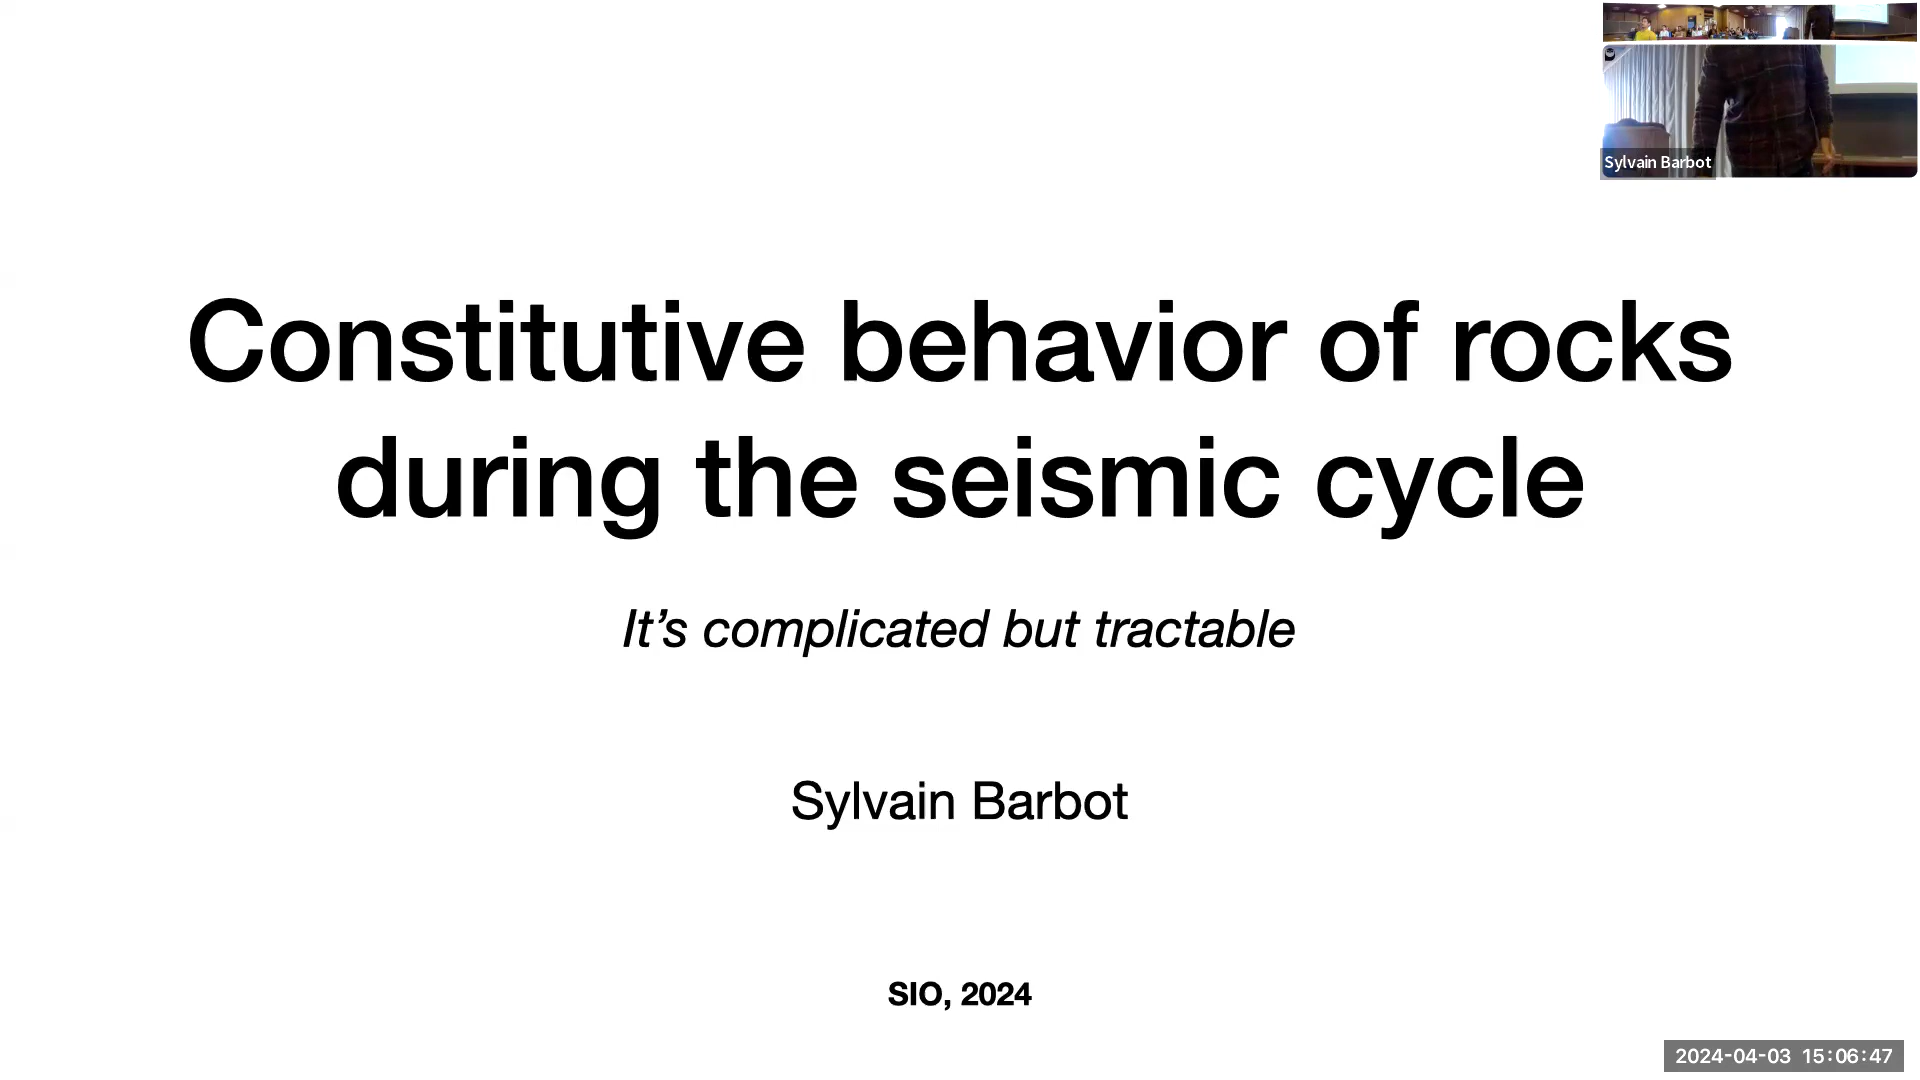 Sylvain Barbot
Constitutive behavior of rocks
during the seismic cycle
It’s complicated but tractable
Sylvain Barbot
SIO, 2024
2024-04-03 15:06:47